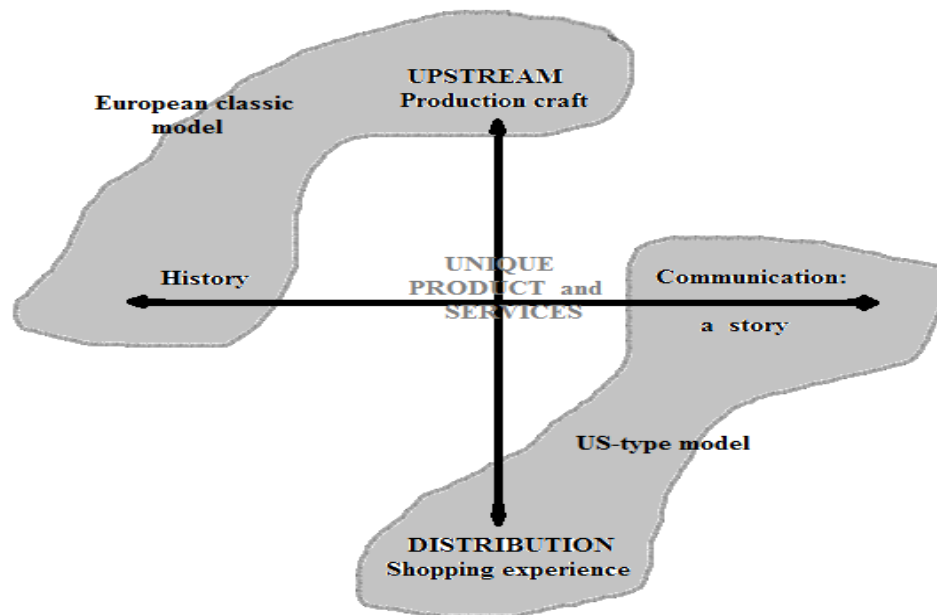 UPSTREAM
Production craft
European classic
model
History
UNIQUE
PRODUCT and
SERVICES
Communication:
a story
US-type model
DISTRIBUTION
Shopping experience